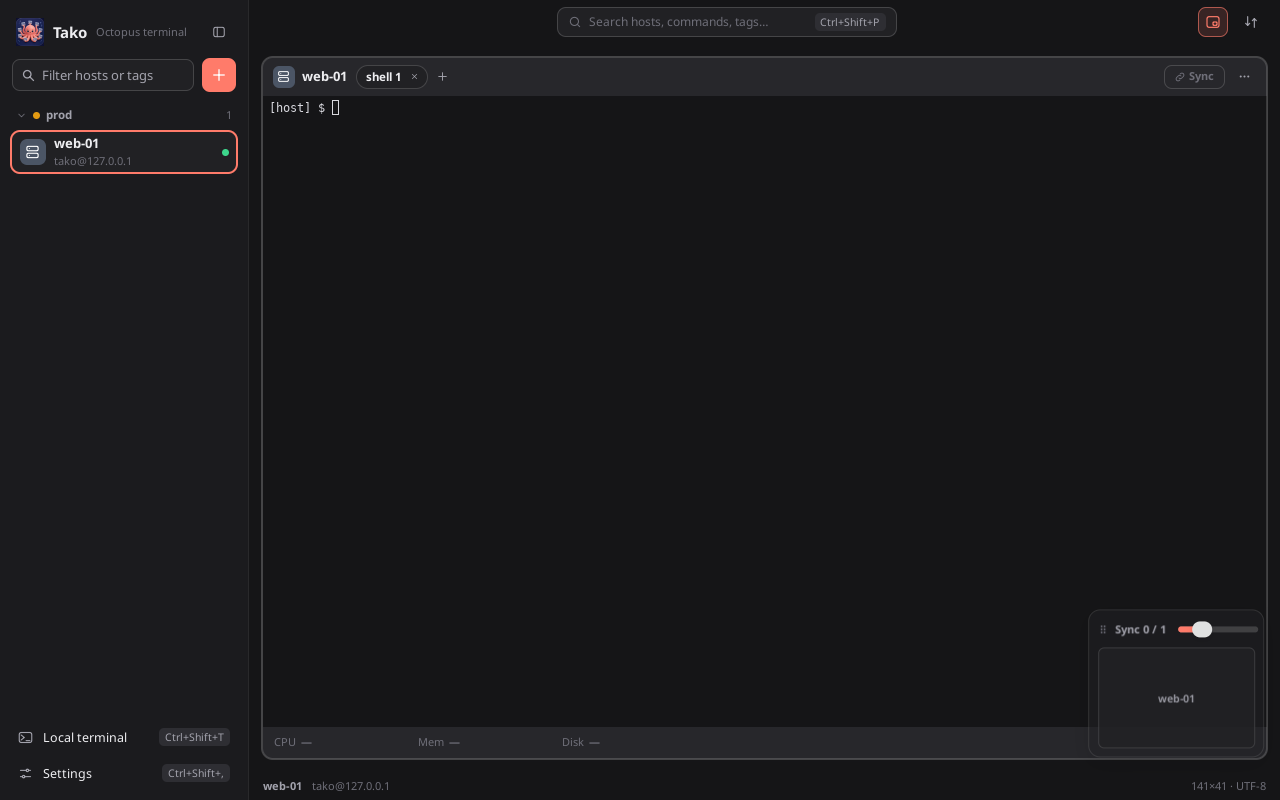 Tako Octopus terminal
Search hosts, commands, tags... Ctrl+Shift+P
Filter hosts or tags
prod 1
web-01
tako@127.0.0.1
web-01 shell 1 × + Sync ...
[host] $
Sync 0 / 1
web-01
CPU — Mem — Disk —
Local terminal Ctrl+Shift+T
Settings Ctrl+Shift+,
web-01 tako@127.0.0.1 141×41 · UTF-8